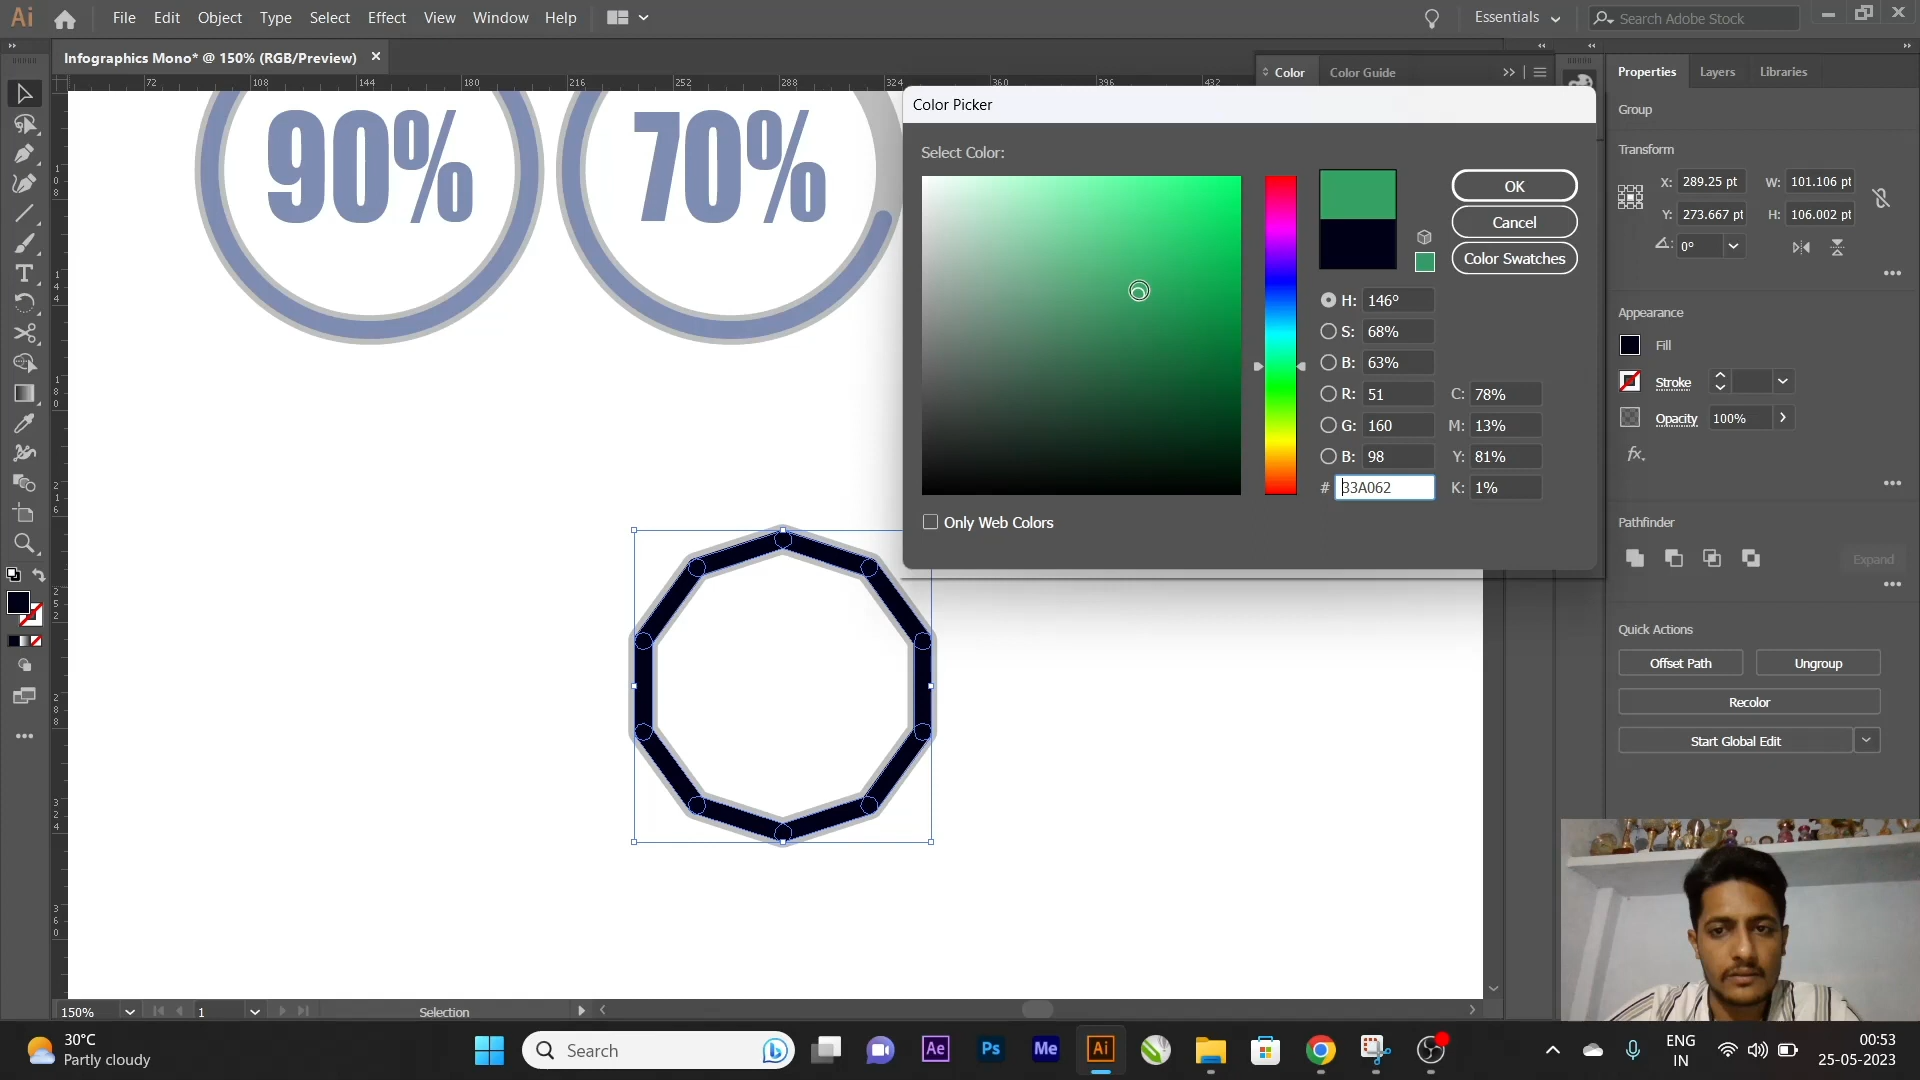 Ai File Edit Object Type Select Effect View Window Help Essentials Search Adobe Stock
Infographics Mono* @ 150% (RGB/Preview)
Color Color Guide
Properties Layers Libraries
72 108 144 180 216 252 288 324 360 396 432
Color Picker
Select Color:
OK
Cancel
Color Swatches
H: 146°
S: 68%
B: 63%
R: 51 C: 78%
G: 160 M: 13%
B: 98 Y: 81%
# 33A062 K: 1%
Only Web Colors
90%
70%
Group
Transform
X: 289.25 pt W: 101.106 pt
Y: 273.667 pt H: 106.002 pt
0°
Appearance
Fill
Stroke
Opacity 100%
fx.
Pathfinder
Expand
Quick Actions
Offset Path Ungroup
Recolor
Start Global Edit
150% 1 Selection
30°C
Partly cloudy
Search
Ae Ps Me Ai
ENG
IN
00:53
25-05-2023